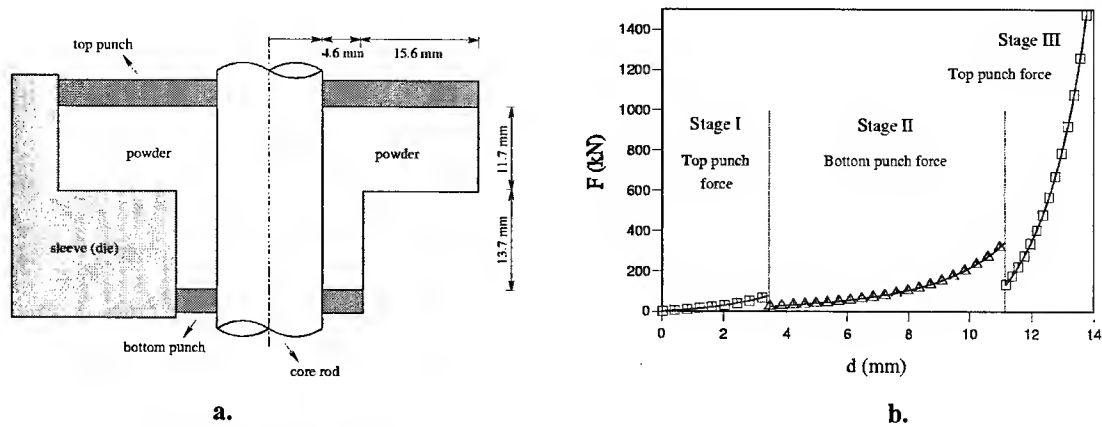 4.6 mm
15.6 mm
top punch
powder
powder
11.7 mm
sleeve (die)
13.7 mm
bottom punch
core rod
a.
1400
1200
1000
800
600
400
200
0
F (kN)
Stage I
Top punch
force
Stage II
Bottom punch force
Stage III
Top punch force
0
2
4
6
8
10
12
14
d (mm)
b.